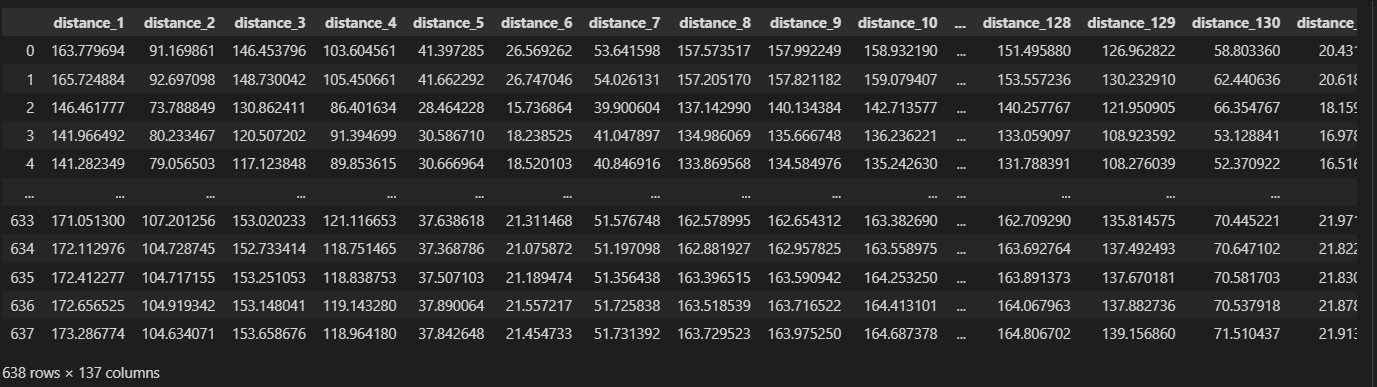 distance_1 distance_2 distance_3 distance_4 distance_5 distance_6 distance_7 distance_8 distance_9 distance_10 ... distance_128 distance_129 distance_130 distance_
0 163.779694 91.169861 146.453796 103.604561 41.397285 26.569262 53.641598 157.573517 157.992249 158.932190 ... 151.495880 126.962822 58.803360 20.431
1 165.724884 92.697098 148.730042 105.450661 41.662292 26.747046 54.026131 157.205170 157.821182 159.079407 ... 153.557236 130.232910 62.440636 20.618
2 146.461777 73.788849 130.862411 86.401634 28.464228 15.736864 39.900604 137.142990 140.134384 142.713577 ... 140.257767 121.950905 66.354767 18.159
3 141.966492 80.233467 120.507202 91.394699 30.586710 18.238525 41.047897 134.986069 135.666748 136.236221 ... 133.059097 108.923592 53.128841 16.978
4 141.282349 79.056503 117.123848 89.853615 30.666964 18.520103 40.846916 133.869568 134.584976 135.242630 ... 131.788391 108.276039 52.370922 16.516
... ... ... ... ... ... ... ... ... ... ... ... ... ... ...
633 171.051300 107.201256 153.020233 121.116653 37.638618 21.311468 51.576748 162.578995 162.654312 163.382690 ... 162.709290 135.814575 70.445221 21.971
634 172.112976 104.728745 152.733414 118.751465 37.368786 21.075872 51.197098 162.881927 162.957825 163.558975 ... 163.692764 137.492493 70.647102 21.822
635 172.412277 104.717155 153.251053 118.838753 37.507103 21.189474 51.356438 163.396515 163.590942 164.253250 ... 163.891373 137.670181 70.581703 21.830
636 172.656525 104.919342 153.148041 119.143280 37.890064 21.557217 51.725838 163.518539 163.716522 164.413101 ... 164.067963 137.882736 70.537918 21.878
637 173.286774 104.634071 153.658676 118.964180 37.842648 21.454733 51.731392 163.729523 163.975250 164.687378 ... 164.806702 139.156860 71.510437 21.913
638 rows × 137 columns